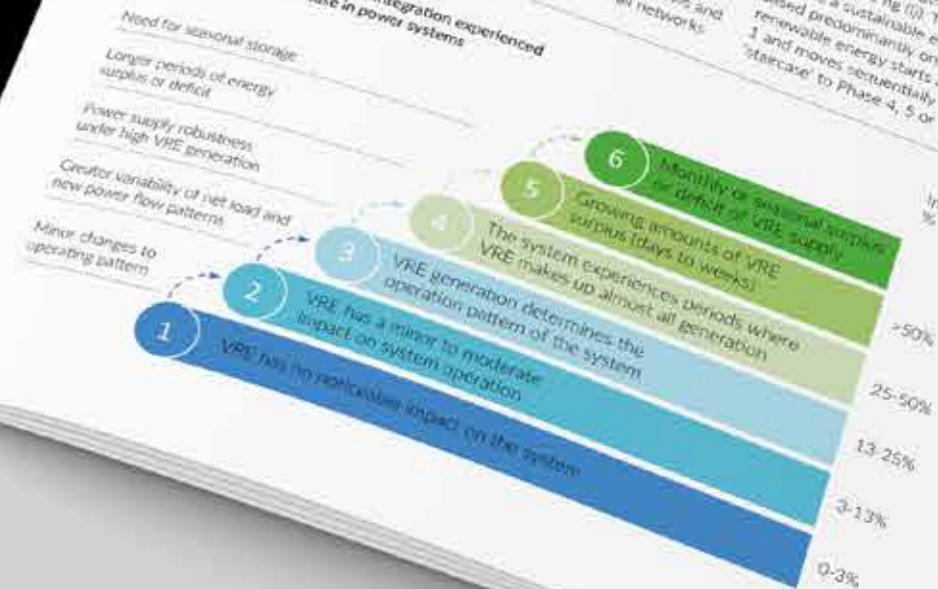 integration experienced
in power systems
and
networks
a sustainable
predominantly on
renewable energy starts
1 and moves sequentially
'staircase' to Phase 4, 5 or
Need for seasonal storage
Longer periods of energy
surplus or deficit
Power supply robustness
under high VRE generation
Greater variability of net load and
new power flow patterns
Minor changes to
operating pattern
6
Monthly or seasonal surplus
or deficit of VRE supply
5
Growing amounts of VRE
surplus (days to weeks)
4
The system experiences periods where
VRE makes up almost all generation
3
VRE generation determines the
operation pattern of the system
2
VRE has a minor to moderate
impact on system operation
1
VRE has no noticeable impact on the system
%
>50%
25-50%
13-25%
3-13%
0-3%